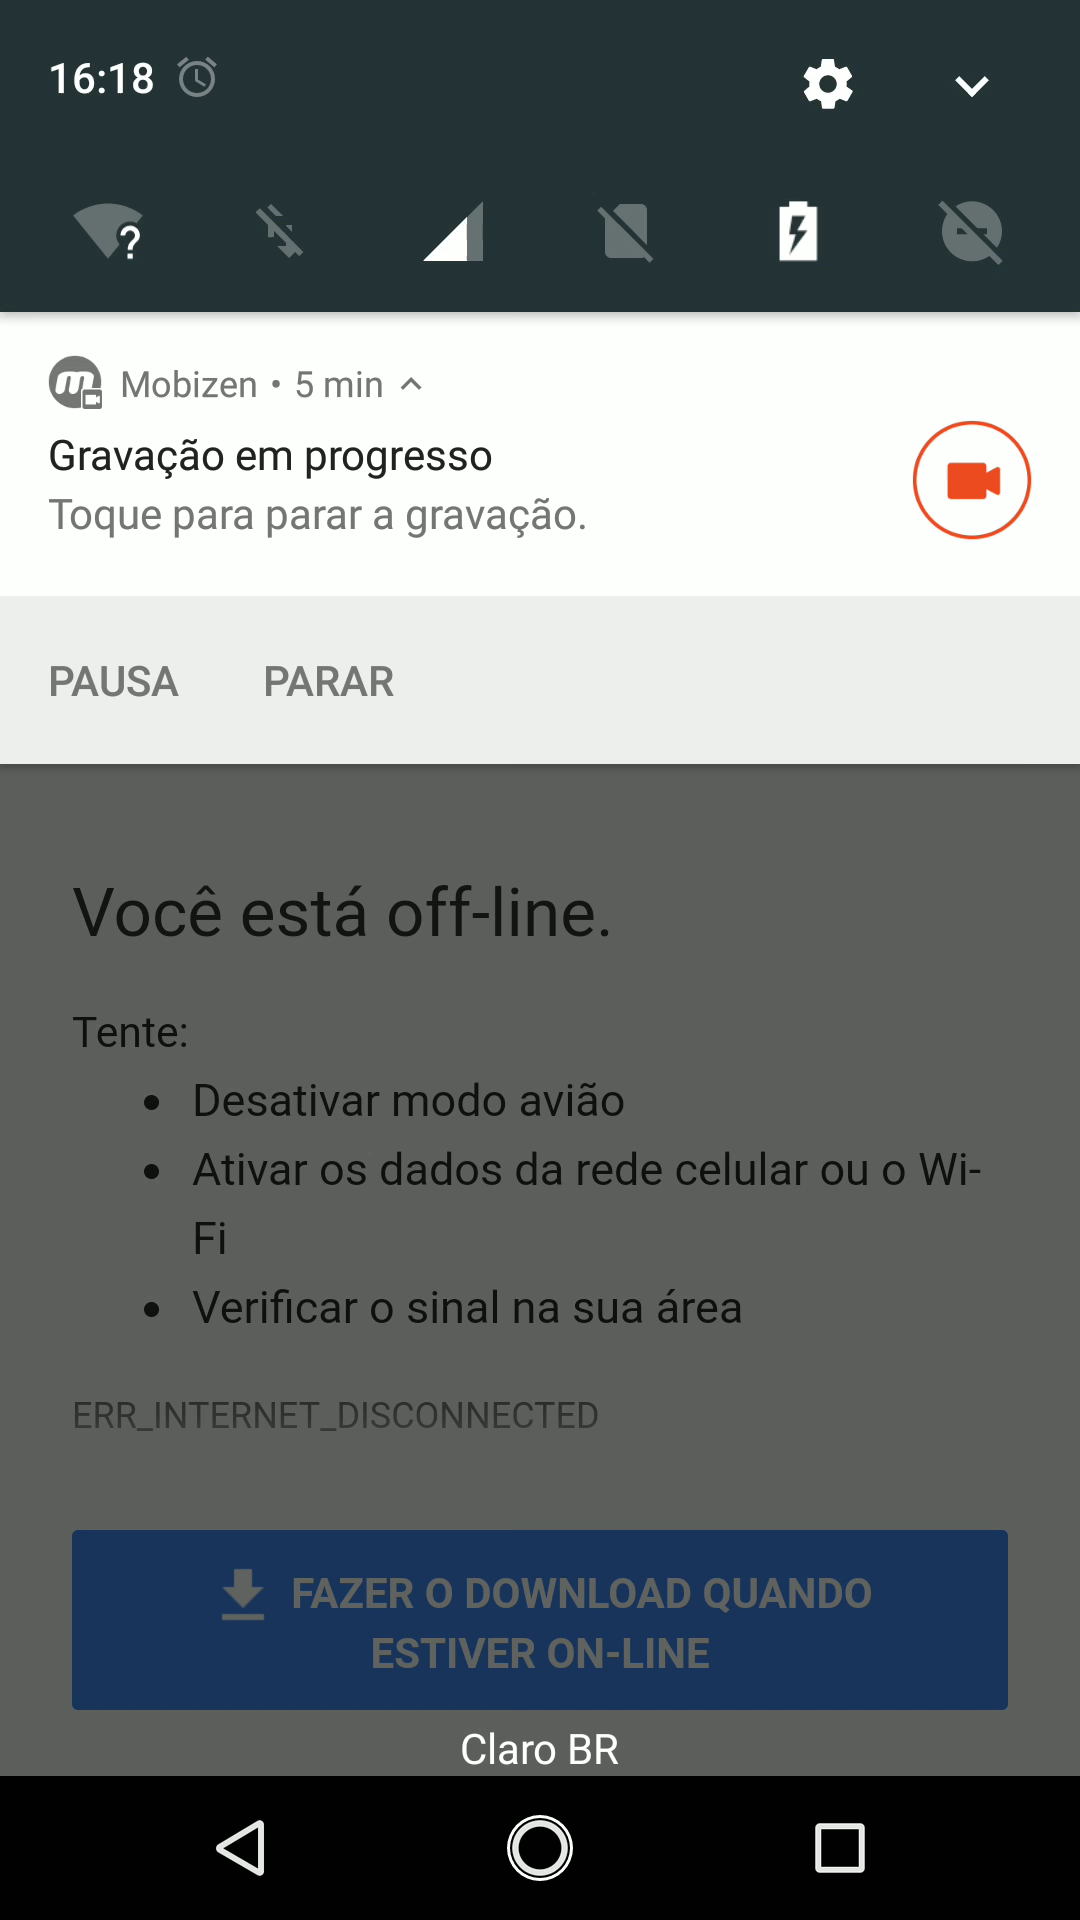 16:18
?
m
Mobizen • 5 min
Gravação em progresso
Toque para parar a gravação.
PAUSA PARAR
Você está off-line.
Tente:
• Desativar modo avião
• Ativar os dados da rede celular ou o Wi-
Fi
• Verificar o sinal na sua área
ERR_INTERNET_DISCONNECTED
FAZER O DOWNLOAD QUANDO
ESTIVER ON-LINE
Claro BR